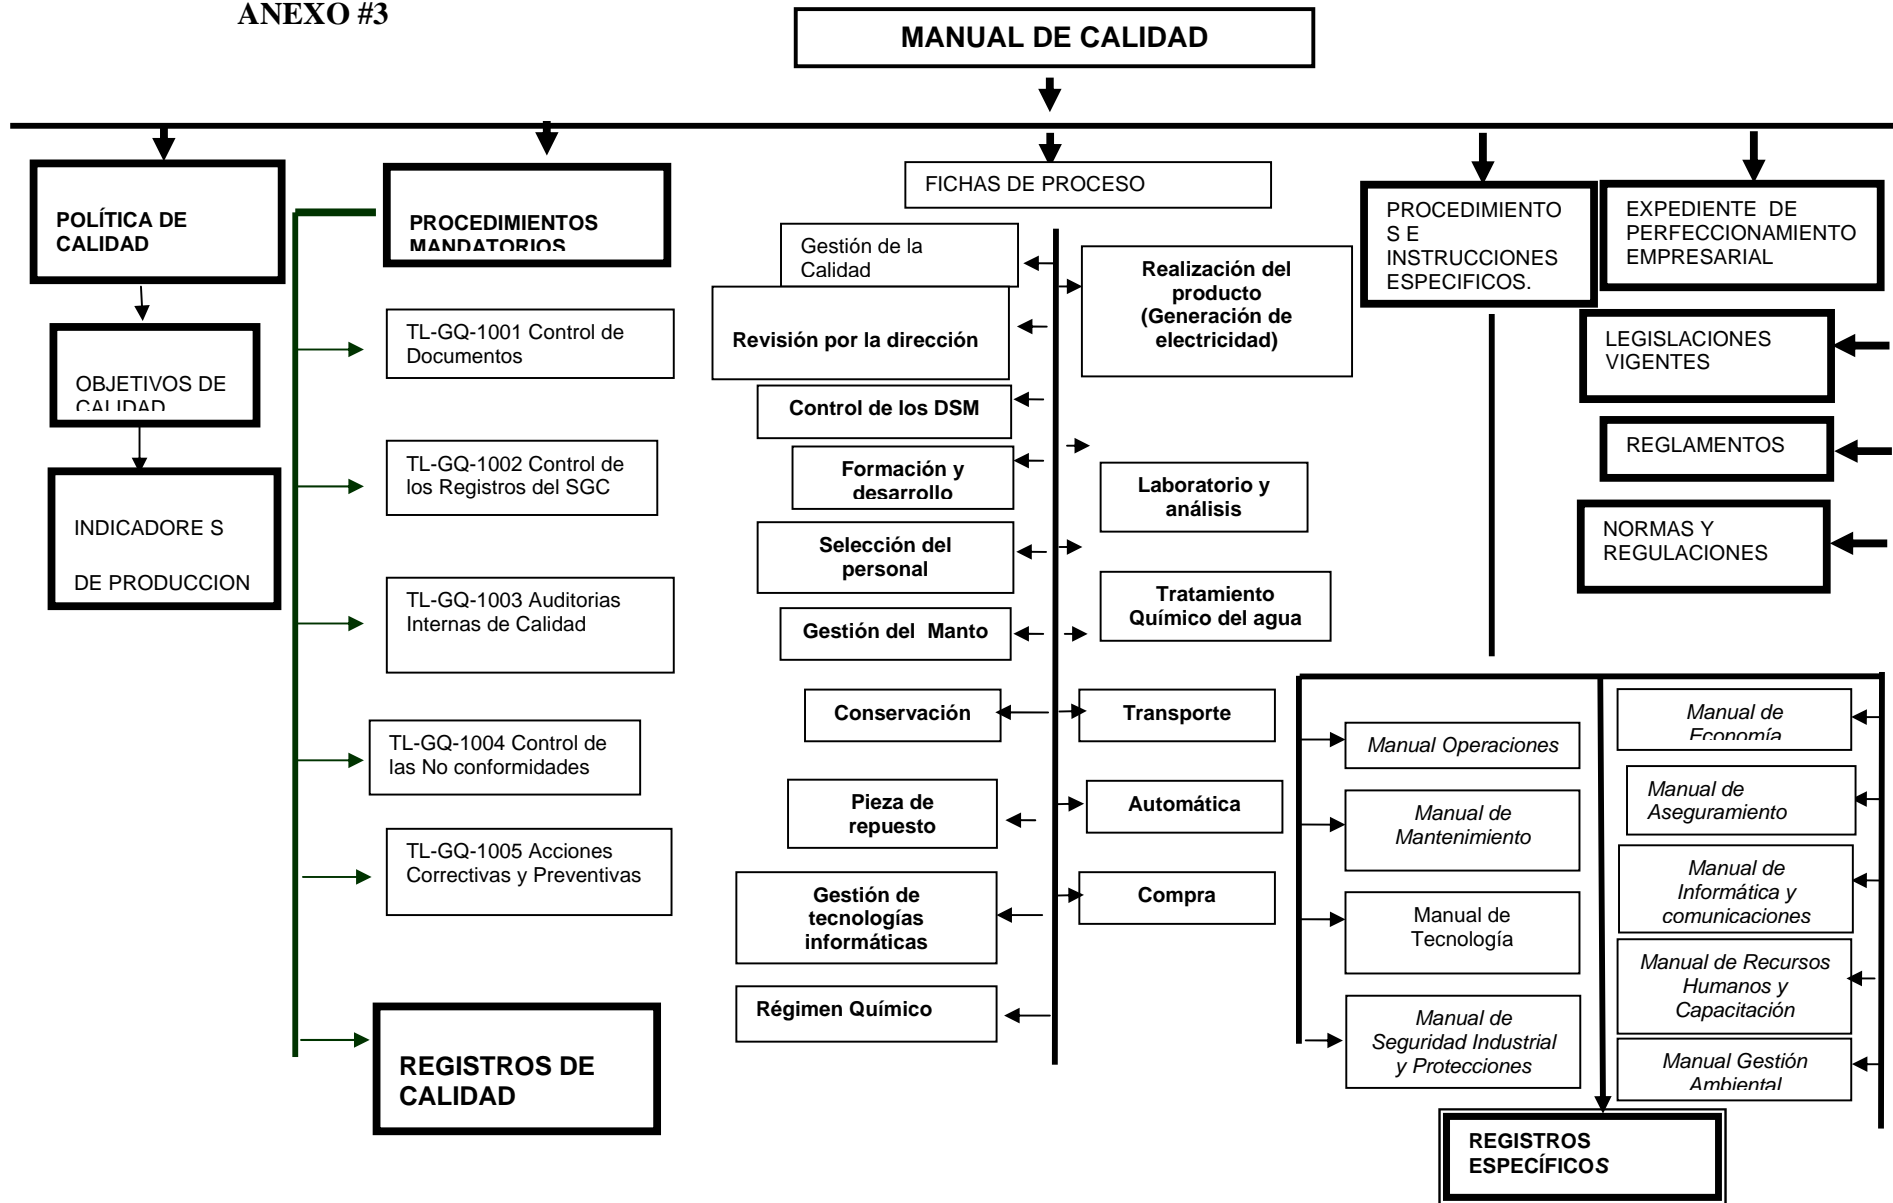 ANEXO #3
MANUAL DE CALIDAD
POLÍTICA DE
CALIDAD
OBJETIVOS DE
CALIDAD
INDICADORE S
DE PRODUCCION
PROCEDIMIENTOS
MANDATORIOS
TL-GQ-1001 Control de
Documentos
TL-GQ-1002 Control de
los Registros del SGC
TL-GQ-1003 Auditorias
Internas de Calidad
TL-GQ-1004 Control de
las No conformidades
TL-GQ-1005 Acciones
Correctivas y Preventivas
REGISTROS DE
CALIDAD
FICHAS DE PROCESO
Gestión de la
Calidad
Revisión por la dirección
Control de los DSM
Formación y
desarrollo
Selección del
personal
Gestión del  Manto
Conservación
Pieza de
repuesto
Gestión de
tecnologías
informáticas
Régimen Químico
Realización del
producto
(Generación de
electricidad)
Laboratorio y
análisis
Tratamiento
Químico del agua
Transporte
Automática
Compra
PROCEDIMIENTO
S E
INSTRUCCIONES
ESPECIFICOS.
Manual Operaciones
Manual de
Mantenimiento
Manual de
Tecnología
Manual de
Seguridad Industrial
y Protecciones
EXPEDIENTE  DE
PERFECCIONAMIENTO
EMPRESARIAL
LEGISLACIONES
VIGENTES
REGLAMENTOS
NORMAS Y
REGULACIONES
Manual de
Economía
Manual de
Aseguramiento
Manual de
Informática y
comunicaciones
Manual de Recursos
Humanos y
Capacitación
Manual Gestión
Ambiental
REGISTROS
ESPECÍFICOS